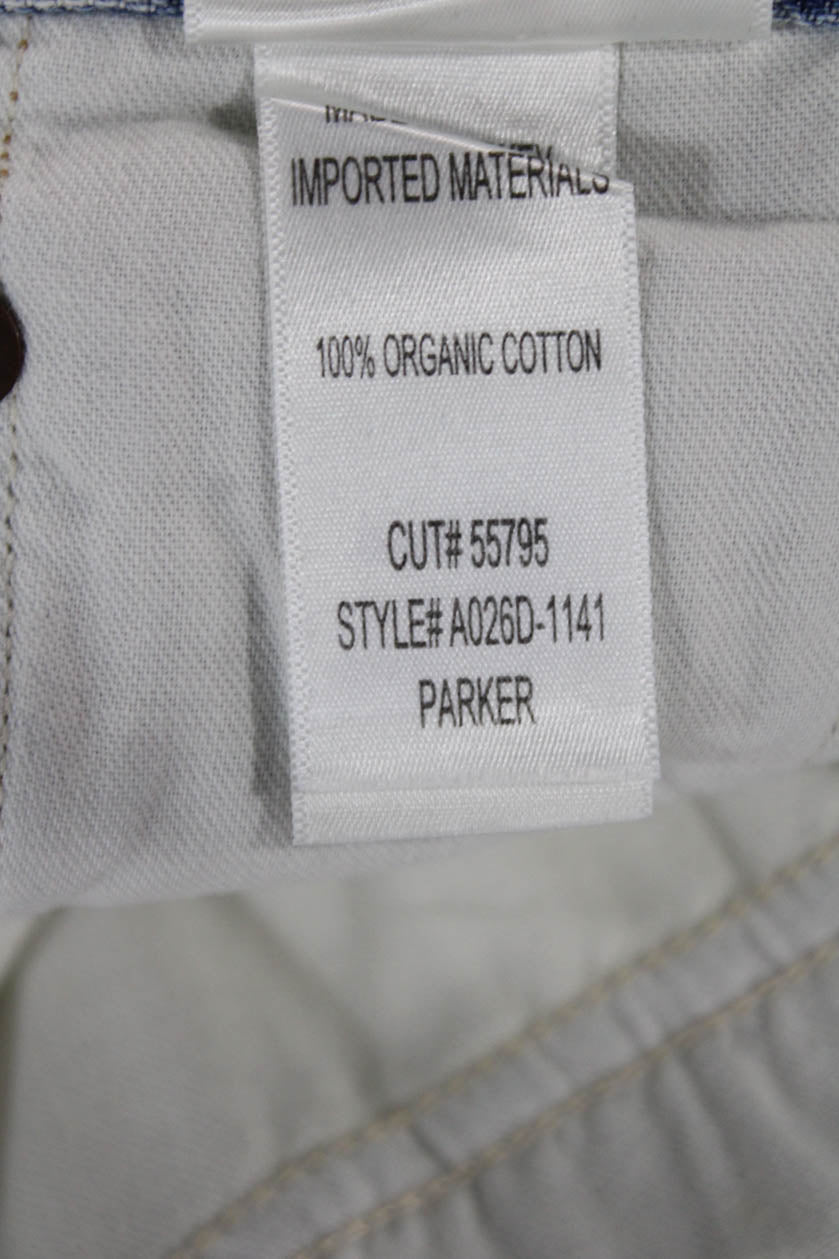 IMPORTED MATERIALS
100% ORGANIC COTTON
CUT# 55795
STYLE# A026D-1141
PARKER